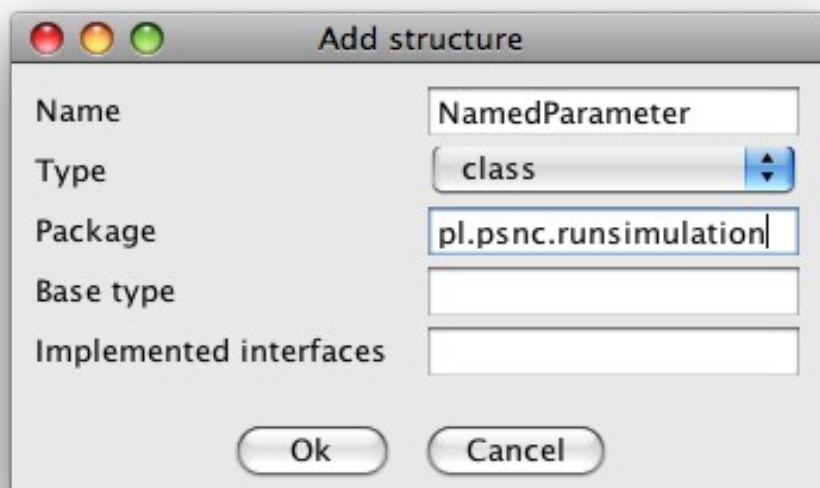 Add structure
Name NamedParameter
Type class
Package pl.psnc.runsimulation
Base type
Implemented interfaces
Ok Cancel